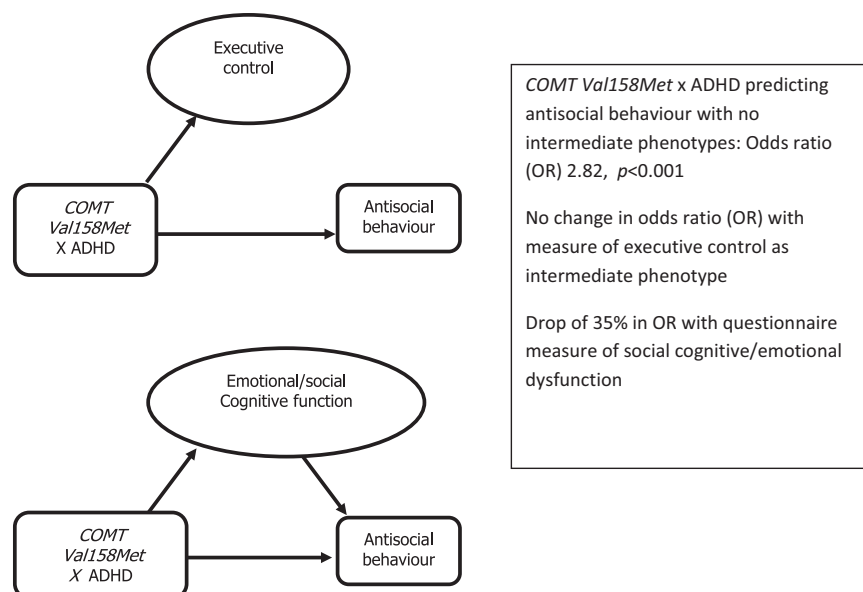 Executive
control
COMT
Val158Met
X ADHD
Antisocial
behaviour
Emotional/social
Cognitive function
COMT
Val158Met
X ADHD
Antisocial
behaviour
COMT Val158Met x ADHD predicting
antisocial behaviour with no
intermediate phenotypes: Odds ratio
(OR) 2.82, p<0.001
No change in odds ratio (OR) with
measure of executive control as
intermediate phenotype
Drop of 35% in OR with questionnaire
measure of social cognitive/emotional
dysfunction